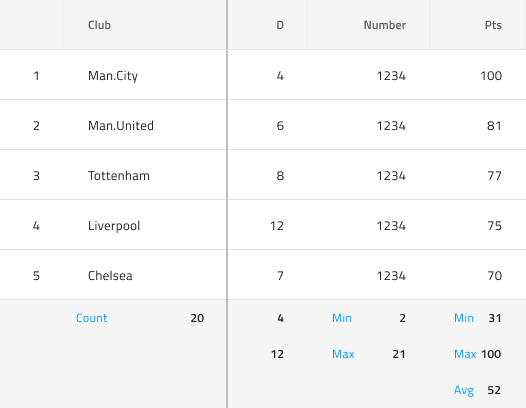 Club D Number Pts
1 Man.City 4 1234 100
2 Man.United 6 1234 81
3 Tottenham 8 1234 77
4 Liverpool 12 1234 75
5 Chelsea 7 1234 70
Count 20 4 Min 2 Min 31
12 Max 21 Max 100
Avg 52